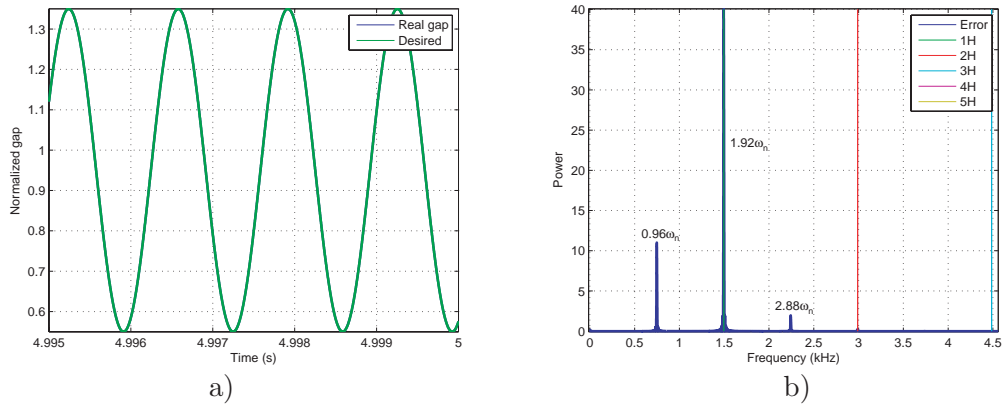 1.3
1.2
1.1
1
0.9
0.8
0.7
0.6
Normalized gap
4.995 4.996 4.997 4.998 4.999 5
Time (s)
Real gap
Desired
a)
40
35
30
25
20
15
10
5
0
Power
0 0.5 1 1.5 2 2.5 3 3.5 4 4.5
Frequency (kHz)
0.96ωn
1.92ωn
2.88ωn
Error
1H
2H
3H
4H
5H
b)